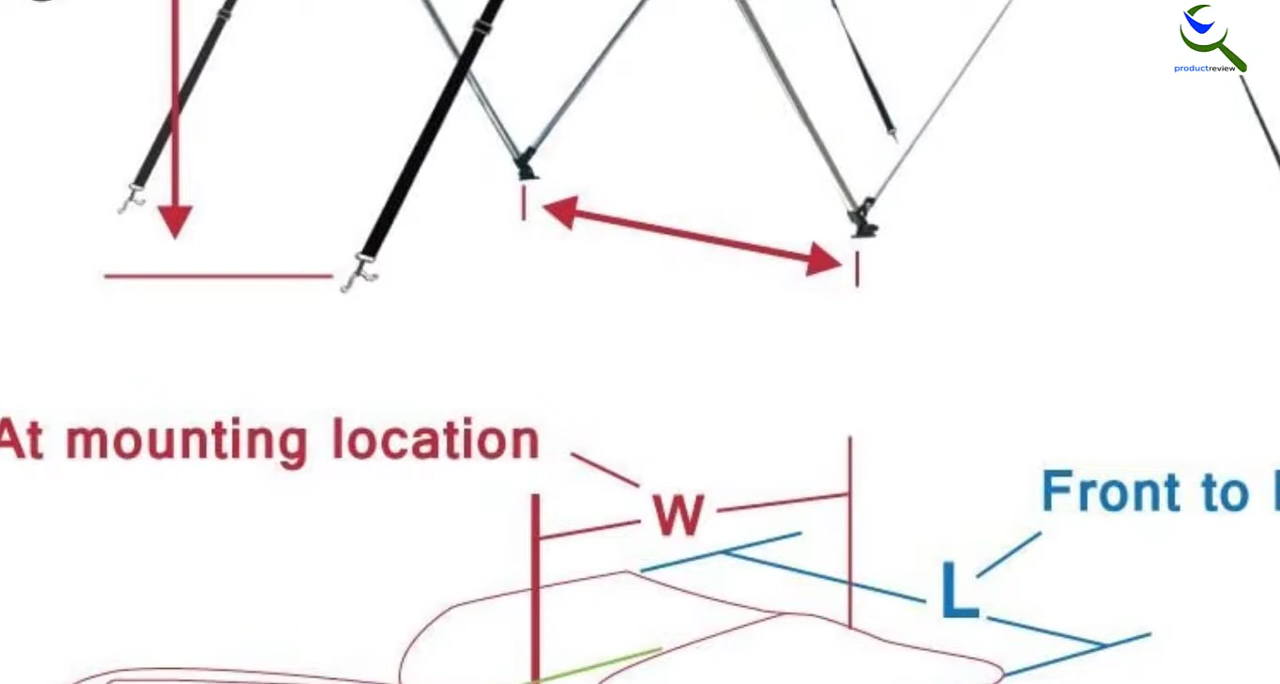 productreview
At mounting location
W
Front to
L